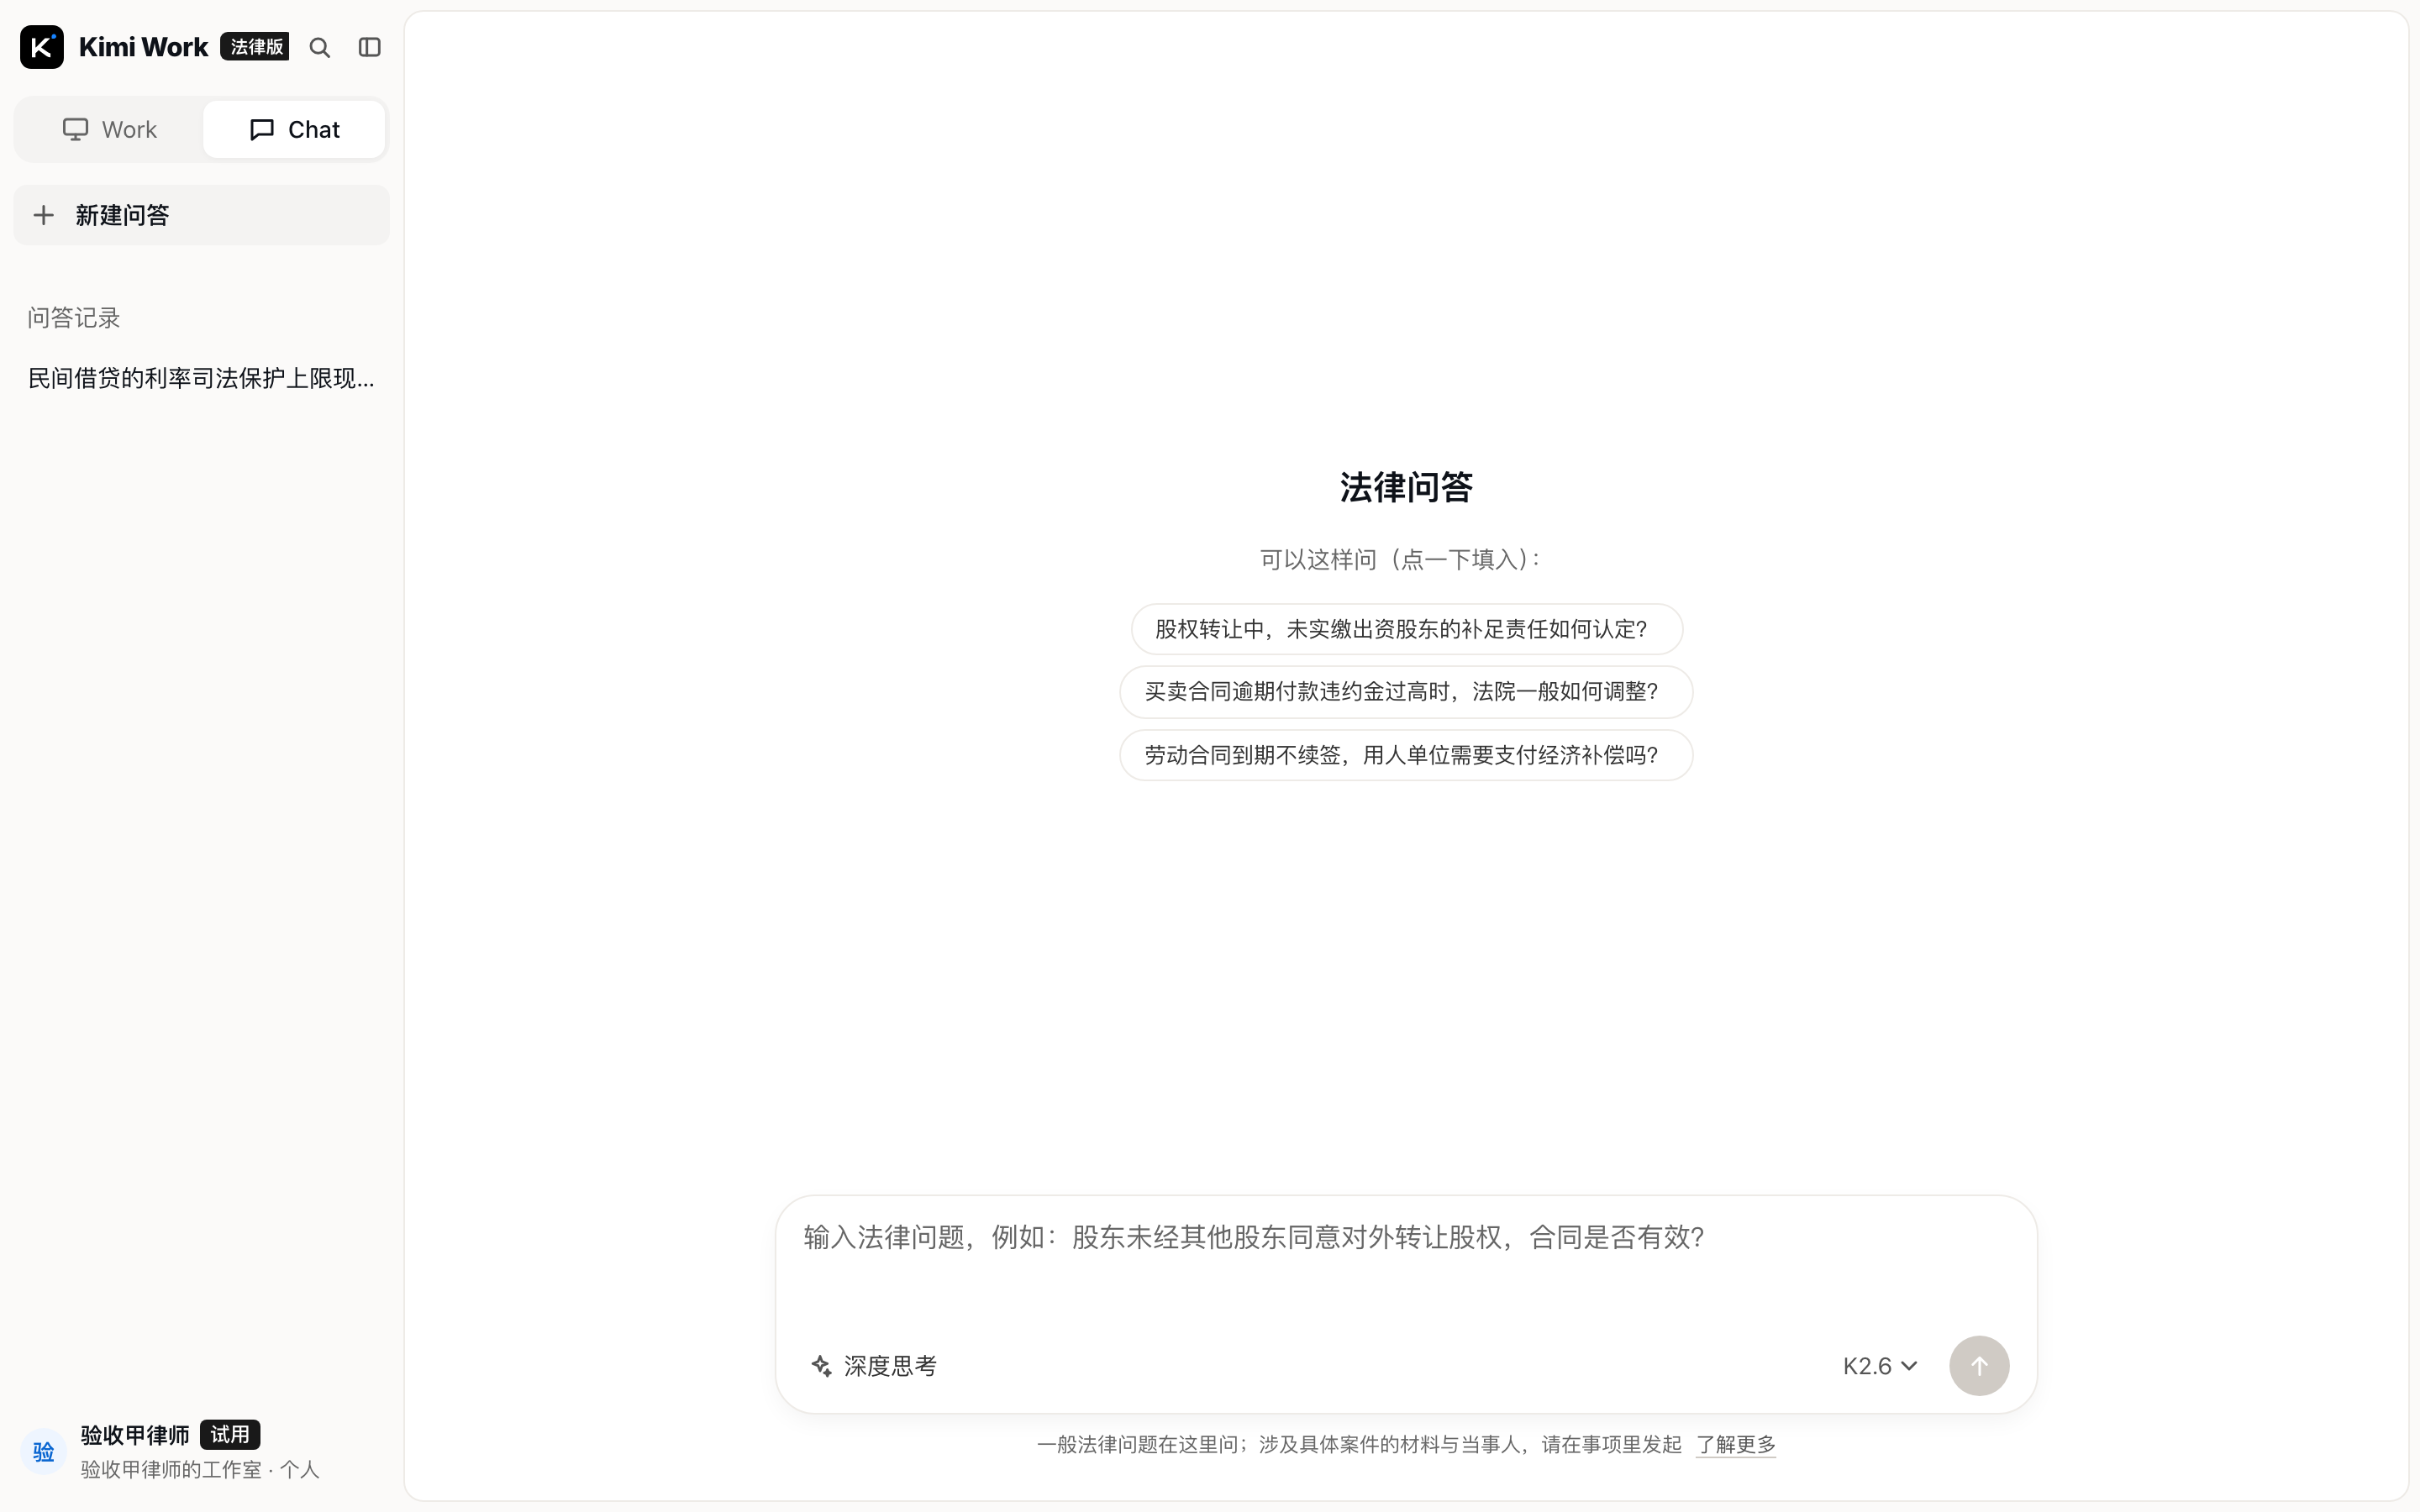 Kimi Work 法律版
Work
Chat
新建问答
问答记录
民间借贷的利率司法保护上限现...
法律问答
可以这样问（点一下填入）：
股权转让中，未实缴出资股东的补足责任如何认定？
买卖合同逾期付款违约金过高时，法院一般如何调整？
劳动合同到期不续签，用人单位需要支付经济补偿吗？
输入法律问题，例如：股东未经其他股东同意对外转让股权，合同是否有效？
深度思考
K2.6
一般法律问题在这里问；涉及具体案件的材料与当事人，请在事项里发起 了解更多
验
验收甲律师 试用
验收甲律师的工作室 · 个人